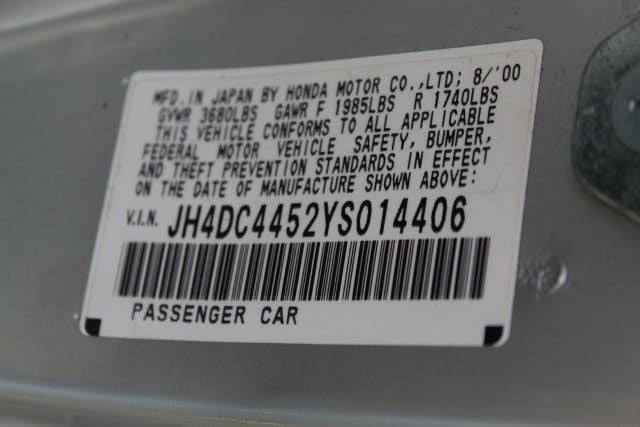 MFD.IN JAPAN BY HONDA MOTOR CO.,LTD; 8/'00
GVWR 3680LBS GAWR F 1985LBS R 1740LBS
THIS VEHICLE CONFORMS TO ALL APPLICABLE
FEDERAL MOTOR VEHICLE SAFETY, BUMPER,
AND THEFT PREVENTION STANDARDS IN EFFECT
ON THE DATE OF MANUFACTURE SHOWN ABOVE:
V.I.N. JH4DC4452YS014406
PASSENGER CAR